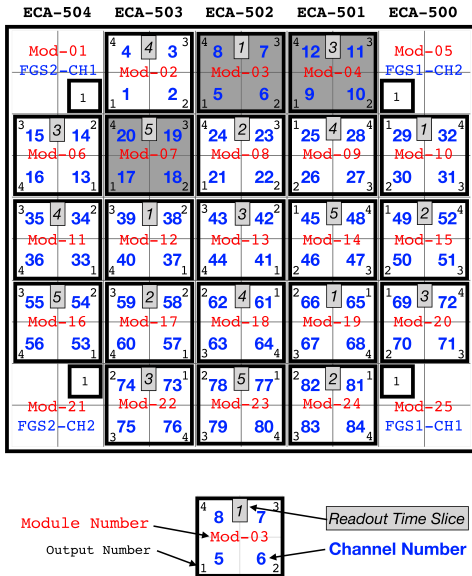 ECA-504 ECA-503 ECA-502 ECA-501 ECA-500
Mod-01
FGS2-CH1
1
4 4 4 3 3
Mod-02
1 1 2 2
4 8 1 7 3
Mod-03
1 5 6 2
4 12 3 11 3
Mod-04
1 9 10 2
Mod-05
FGS1-CH2
1
3 15 3 14 2
Mod-06
4 16 13 1
4 20 5 19 3
Mod-07
1 17 18 2
3 24 2 23 3
Mod-08
1 21 22 2
1 25 4 28 4
Mod-09
2 26 27 3
1 29 1 32 4
Mod-10
2 30 31 3
3 35 4 34 2
Mod-11
4 36 33 1
3 39 1 38 2
Mod-12
4 40 37 1
3 43 3 42 2
Mod-13
4 44 41 1
1 45 5 48 4
Mod-14
2 46 47 3
1 49 2 52 4
Mod-15
2 50 51 3
3 55 5 54 2
Mod-16
4 56 53 1
3 59 2 58 2
Mod-17
4 60 57 1
2 62 4 61 1
Mod-18
3 63 64 4
2 66 1 65 1
Mod-19
3 67 68 4
1 69 3 72 4
Mod-20
2 70 71 3
1
Mod-21
FGS2-CH2
2 74 3 73 1
Mod-22
3 75 76 4
2 78 5 77 1
Mod-23
3 79 80 4
2 82 2 81 1
Mod-24
3 83 84 4
1
Mod-25
FGS1-CH1
4 8 1 7 3
Mod-03
1 5 6 2
Module Number
Output Number
Readout Time Slice
Channel Number